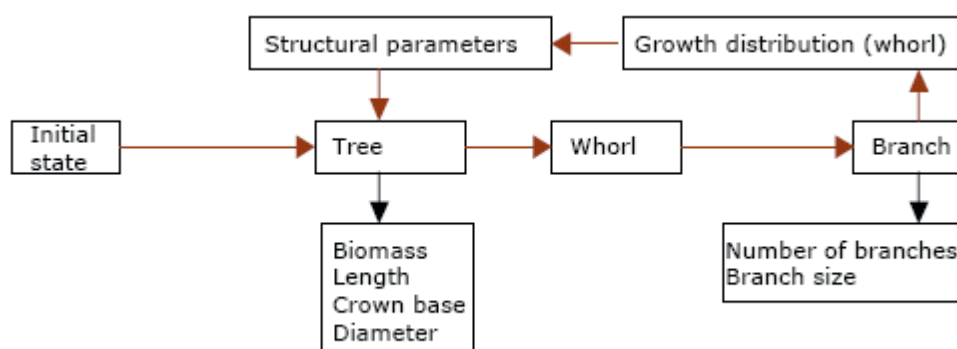 Structural parameters
Growth distribution (whorl)
Initial
state
Tree
Whorl
Branch
Biomass
Length
Crown base
Diameter
Number of branches
Branch size